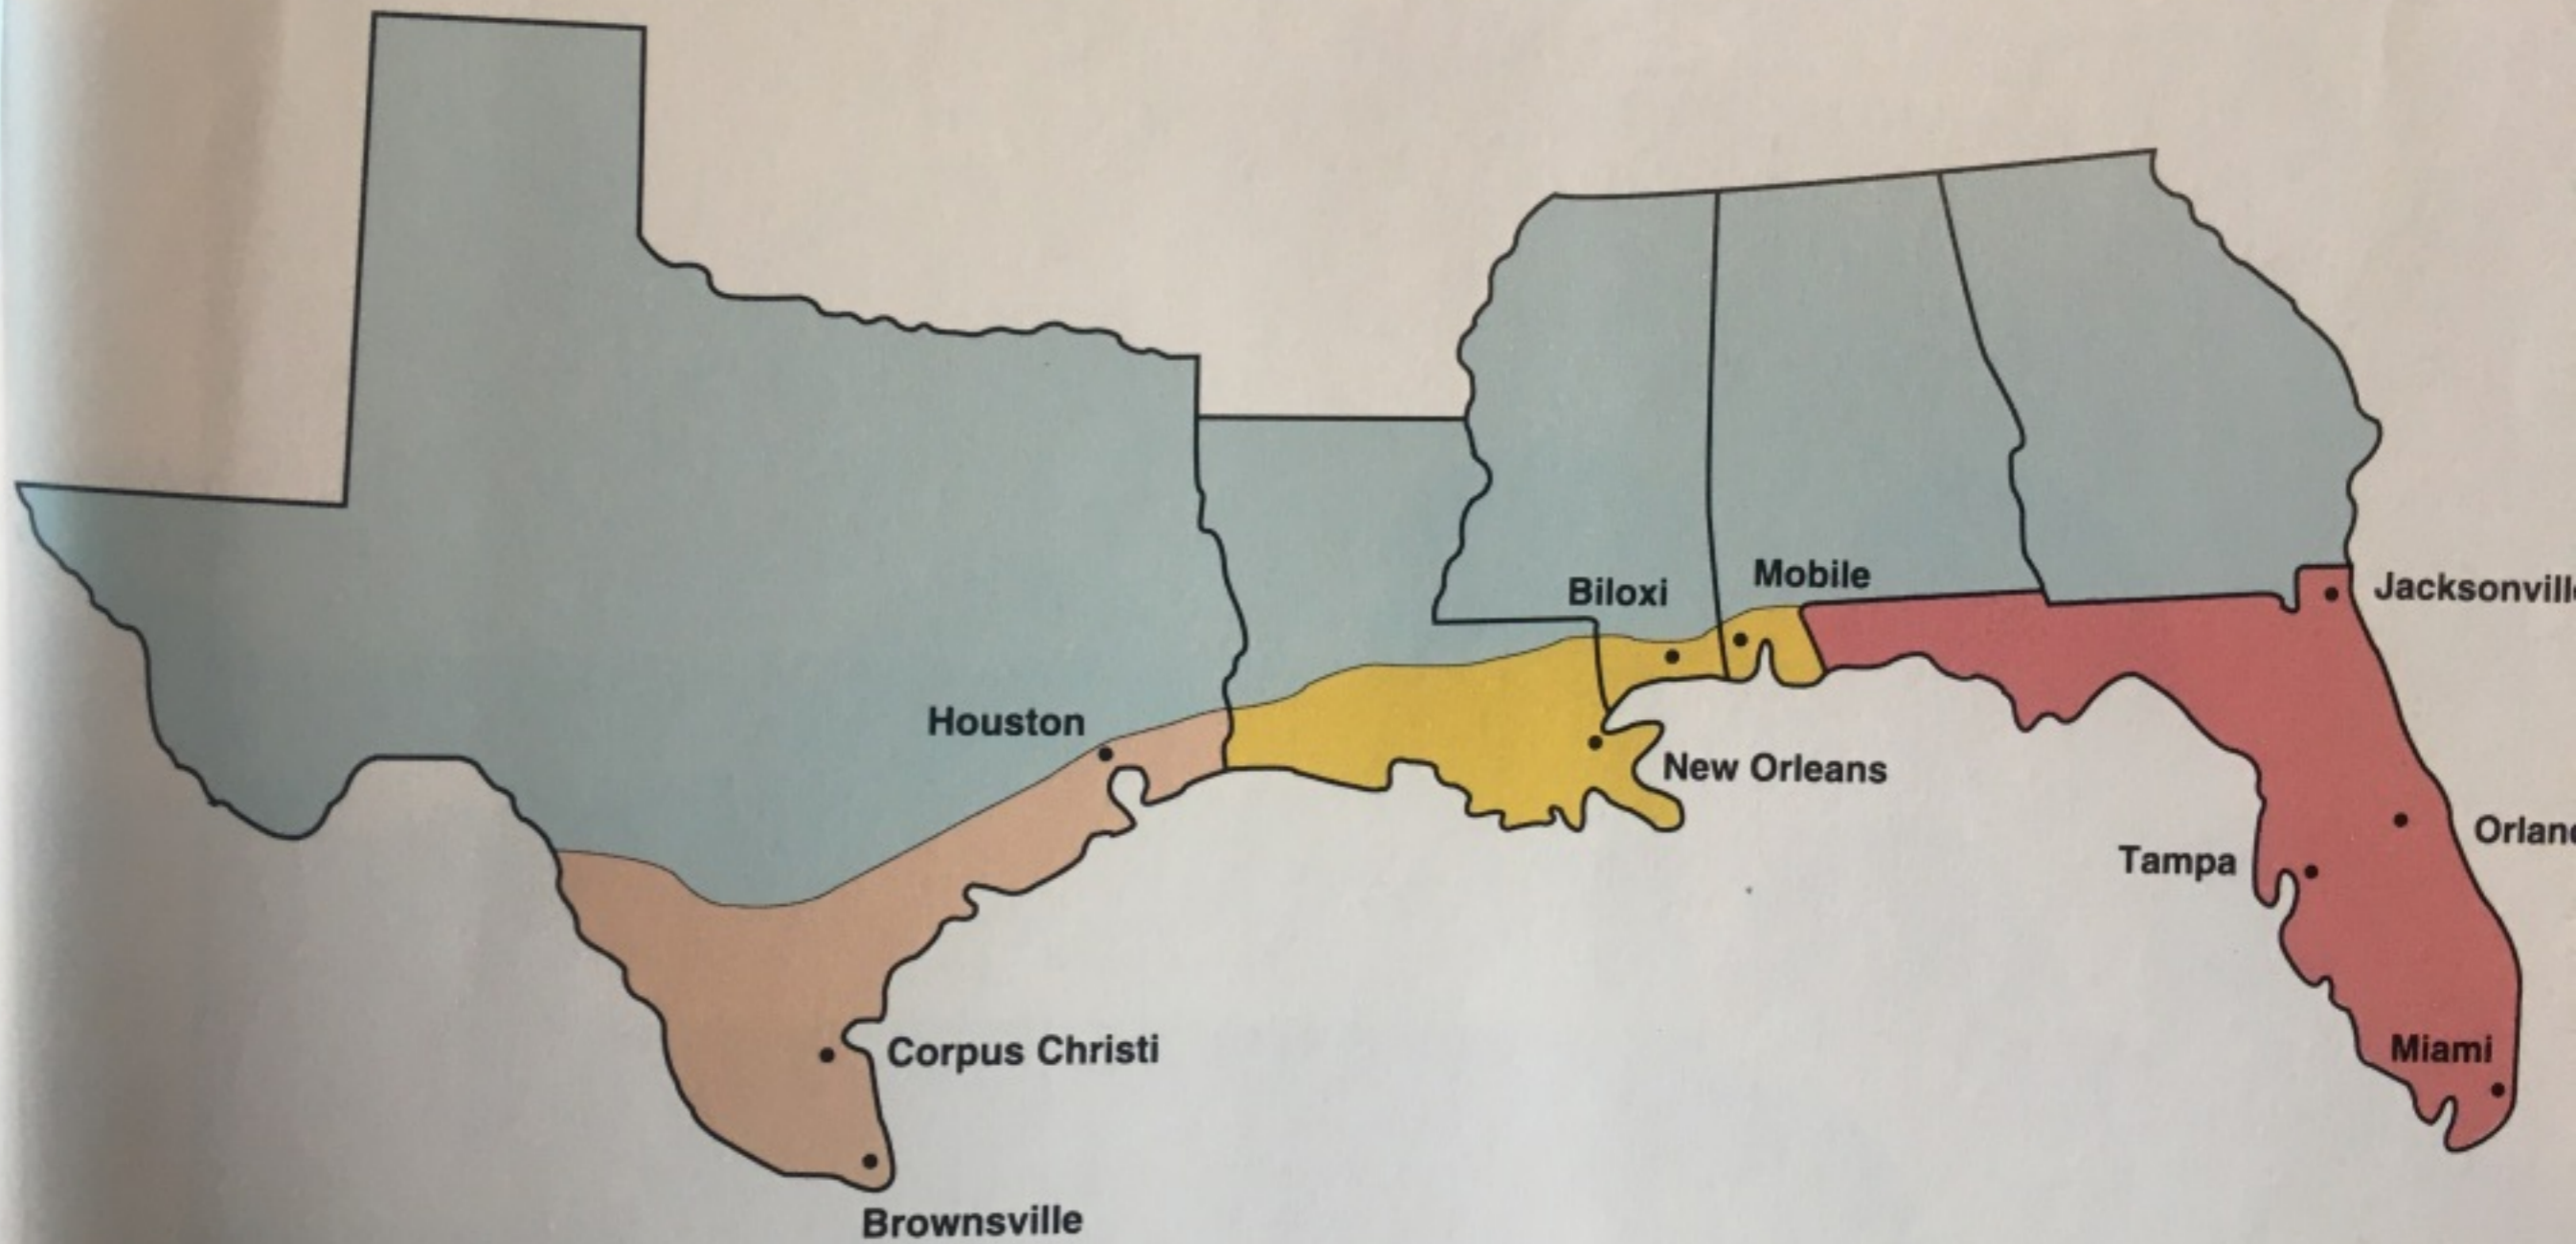 Biloxi
Mobile
Jacksonvill
Houston
New Orleans
Orlan
Tampa
Corpus Christi
Miami
Brownsville